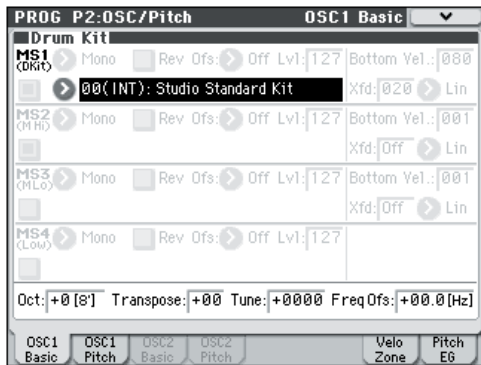 PROG P2:OSC/Pitch OSC1 Basic
Drum Kit
MS1 (DKit) Mono Rev Ofs: Off Lvl: 127 Bottom Vel.: 080
00(INT): Studio Standard Kit Xfd: 020 Lin
MS2 (M Hi) Mono Rev Ofs: Off Lvl: 127 Bottom Vel.: 001
Xfd: Off Lin
MS3 (MLo) Mono Rev Ofs: Off Lvl: 127 Bottom Vel.: 001
Xfd: Off Lin
MS4 (Low) Mono Rev Ofs: Off Lvl: 127
Oct: +0 [8'] Transpose: +00 Tune: +0000 Freq Ofs: +00.0 [Hz]
OSC1 Basic OSC1 Pitch OSC2 Basic OSC2 Pitch Velo Zone Pitch EG